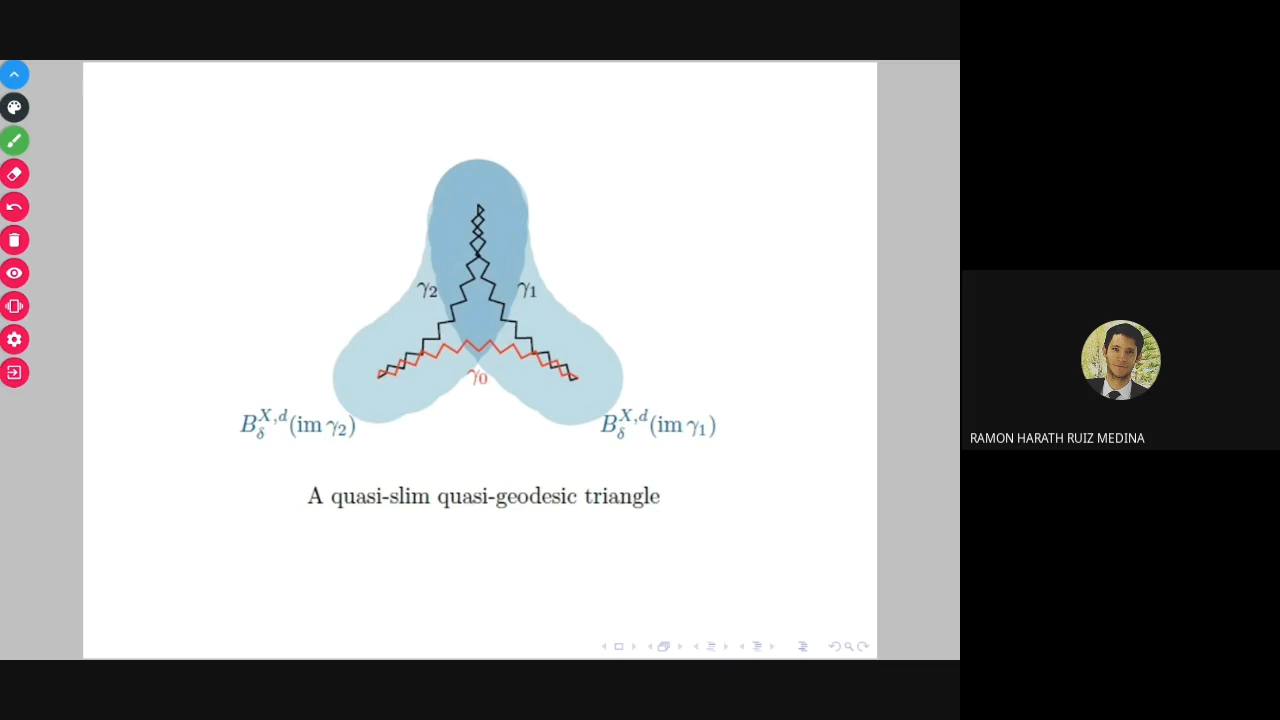 γ₂ γ₁
γ₀
B_δ^{X,d}(im γ₂) B_δ^{X,d}(im γ₁)
A quasi-slim quasi-geodesic triangle
RAMON HARATH RUIZ MEDINA